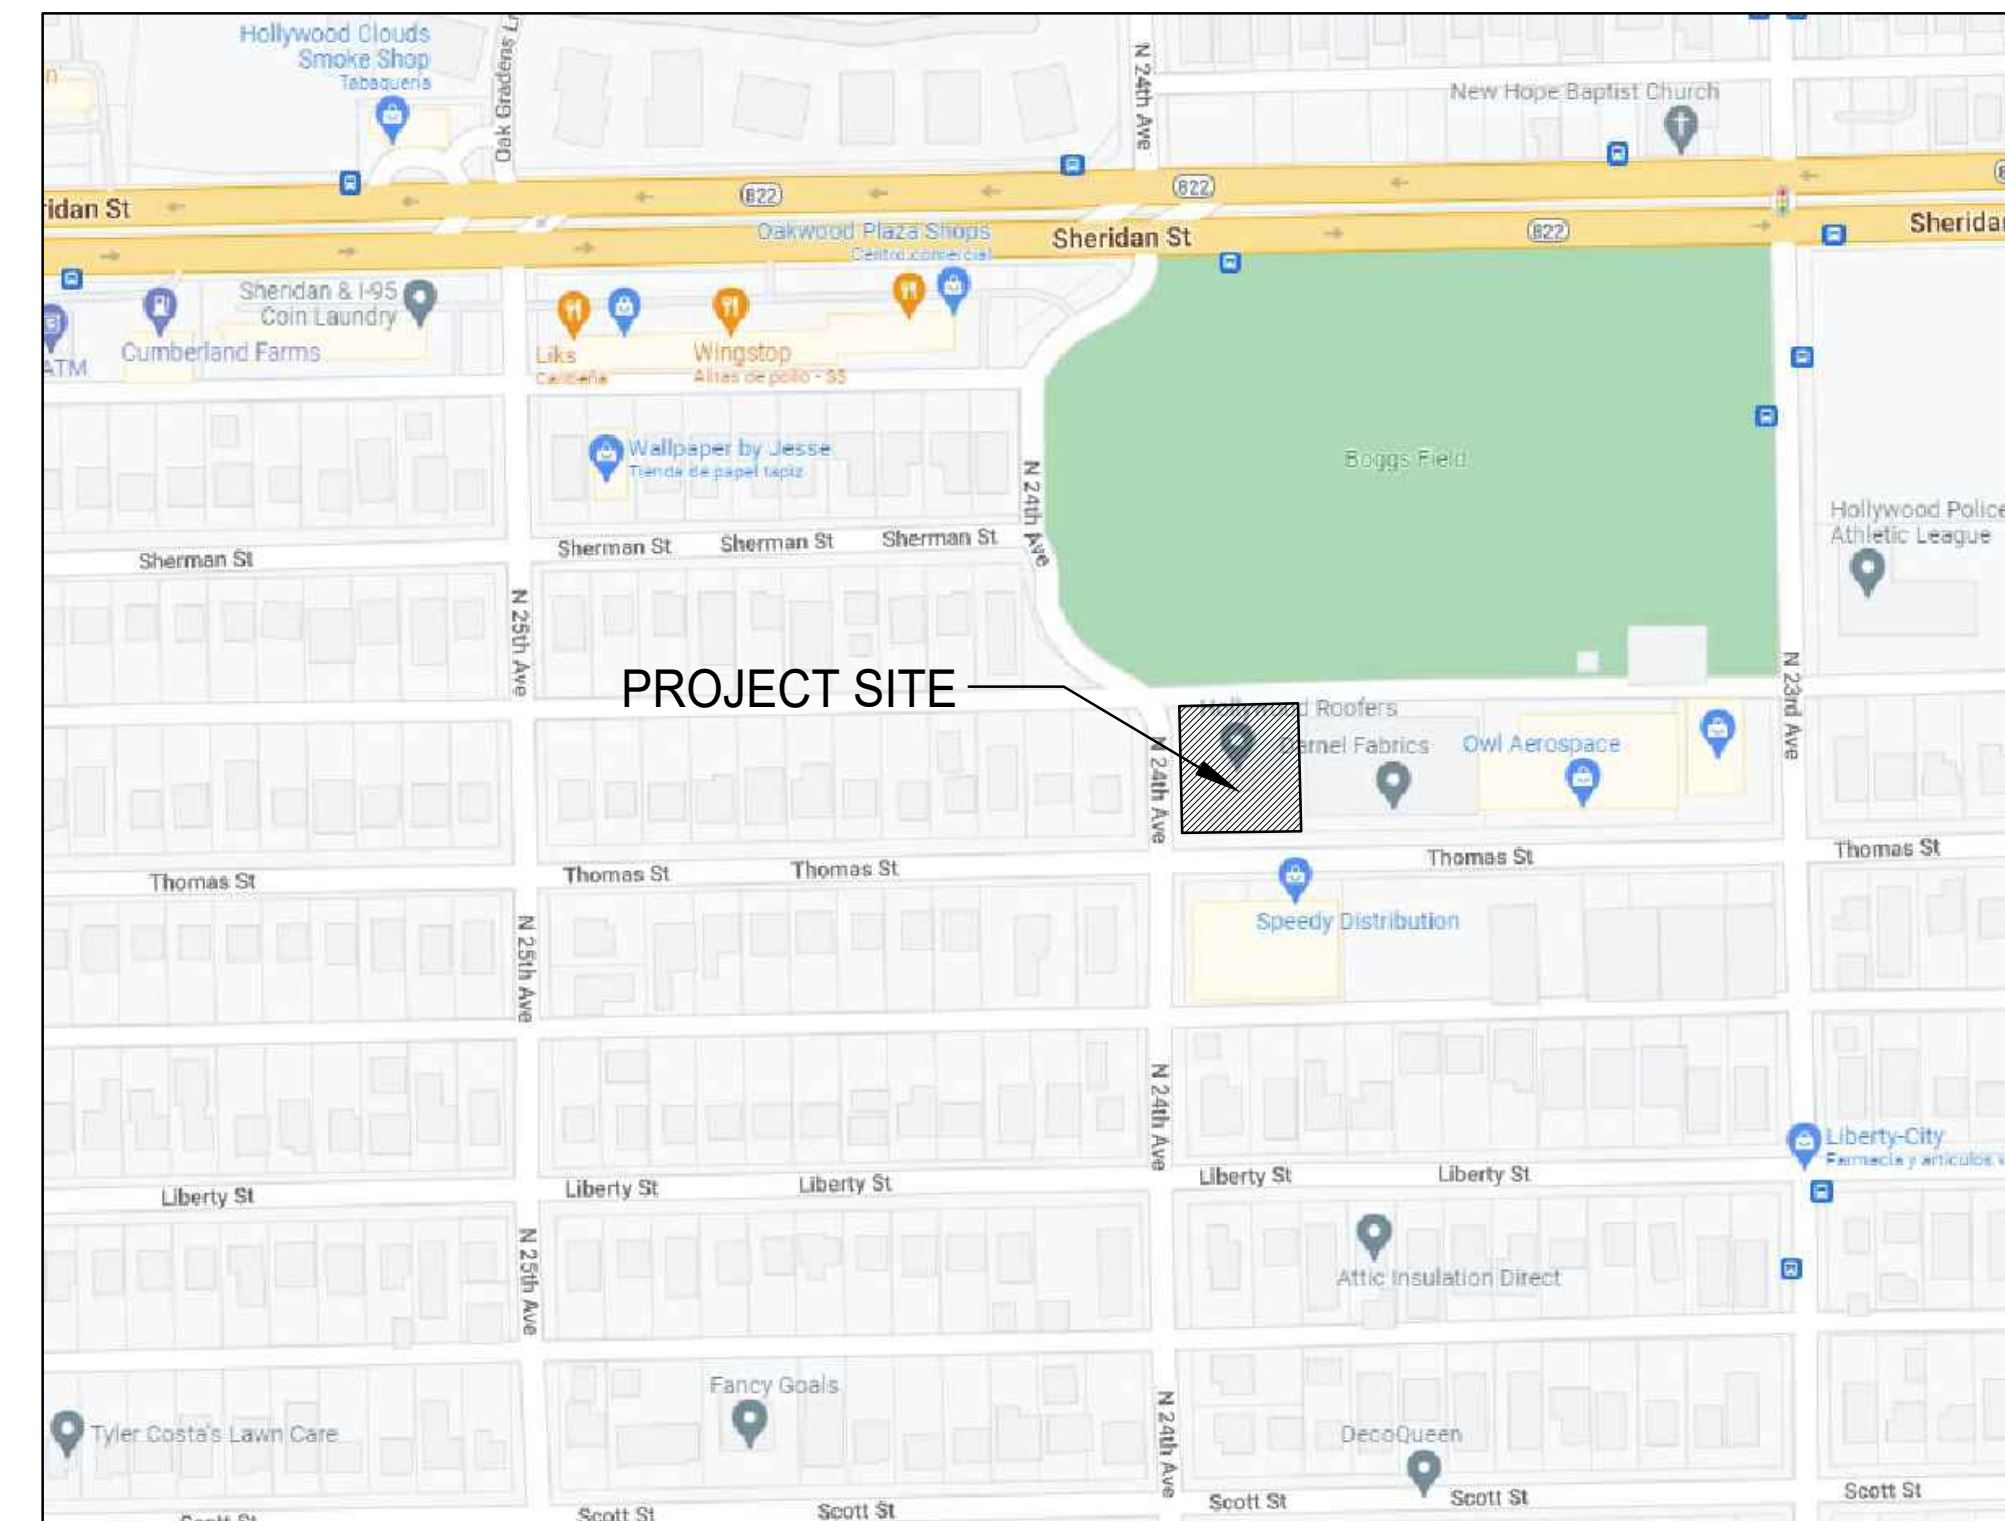 Hollywood Clouds
Smoke Shop
Tabaqueria
Oak Gradens Ln
N 24th Ave
New Hope Baptist Church
ridan St
822
822
Oakwood Plaza Shops
Centro comercial
Sheridan St
822
Sheridan & I-95
Coin Laundry
ATM
Cumberland Farms
Liks
Caribeña
Wingstop
Alitas de pollo - $$
Wallpaper by Jesse
Tienda de papel tapiz
N 24th Ave
Boggs Field
Hollywood Police
Athletic League
Sherman St
Sherman St
Sherman St
Sherman St
N 25th Ave
PROJECT SITE
N 23rd Ave
Roofers
N 24th Ave
Fabrics
Owl Aerospace
Thomas St
Thomas St
Thomas St
Thomas St
Thomas St
N 25th Ave
Speedy Distribution
N 24th Ave
Liberty-City
Liberty St
Liberty St
Liberty St
Liberty St
Liberty St
N 25th Ave
Attic Insulation Direct
Fancy Goals
Tyler Costa's Lawn Care
N 24th Ave
DecoQueen
Scott St
Scott St
Scott St
Scott St
Scott St